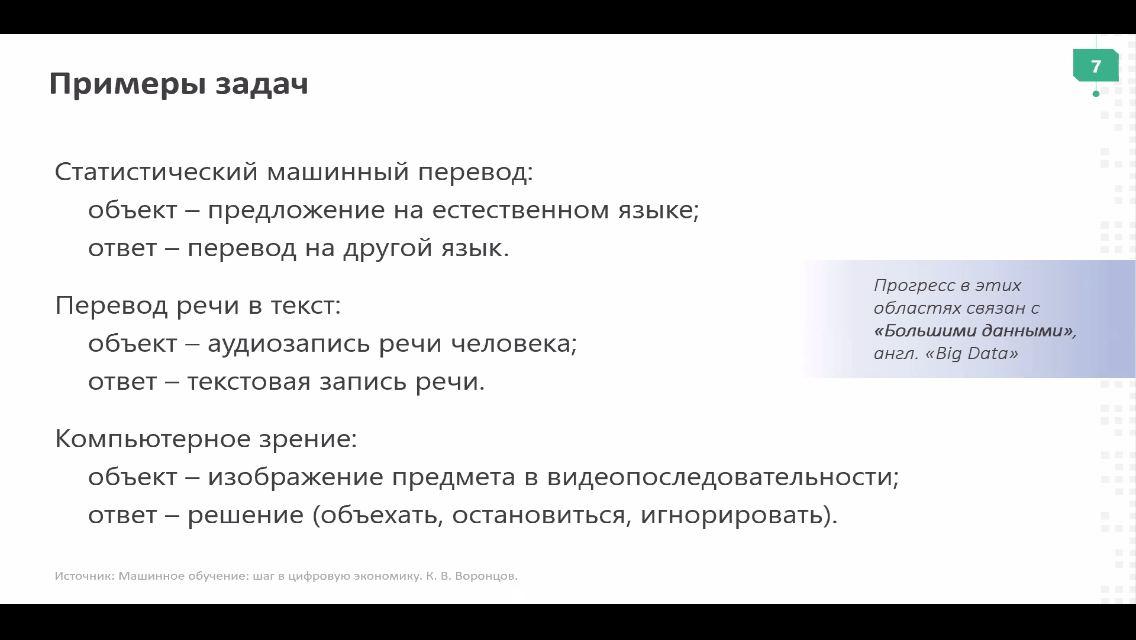 Примеры задач
7
Статистический машинный перевод:
объект – предложение на естественном языке;
ответ – перевод на другой язык.
Перевод речи в текст:
объект – аудиозапись речи человека;
ответ – текстовая запись речи.
Прогресс в этих
областях связан с
«Большими данными»,
англ. «Big Data»
Компьютерное зрение:
объект – изображение предмета в видеопоследовательности;
ответ – решение (объехать, остановиться, игнорировать).
Источник: Машинное обучение: шаг в цифровую экономику. К. В. Воронцов.